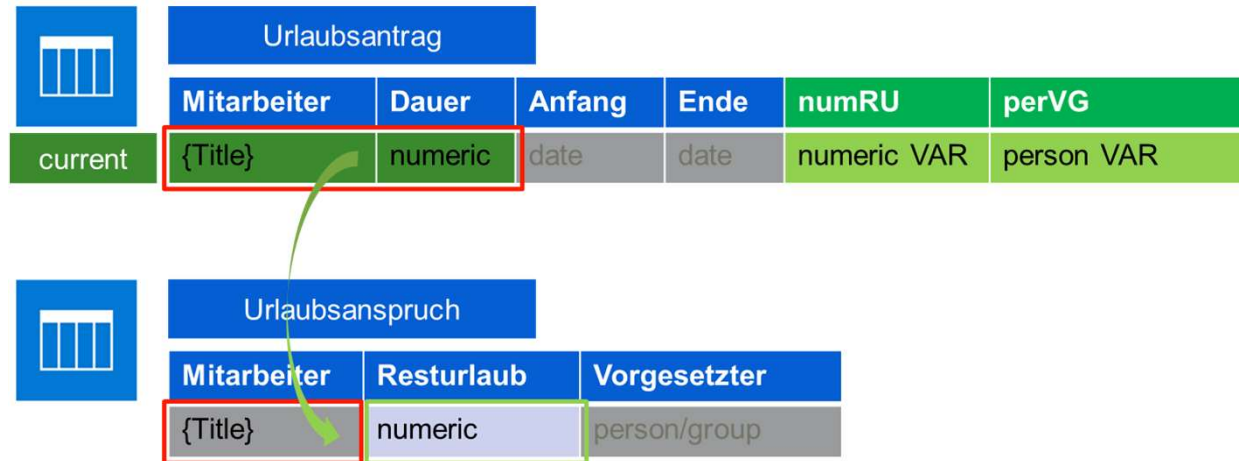 Urlaubsantrag
Mitarbeiter Dauer Anfang Ende numRU perVG
current {Title} numeric date date numeric VAR person VAR
Urlaubsanspruch
Mitarbeiter Resturlaub Vorgesetzter
{Title} numeric person/group